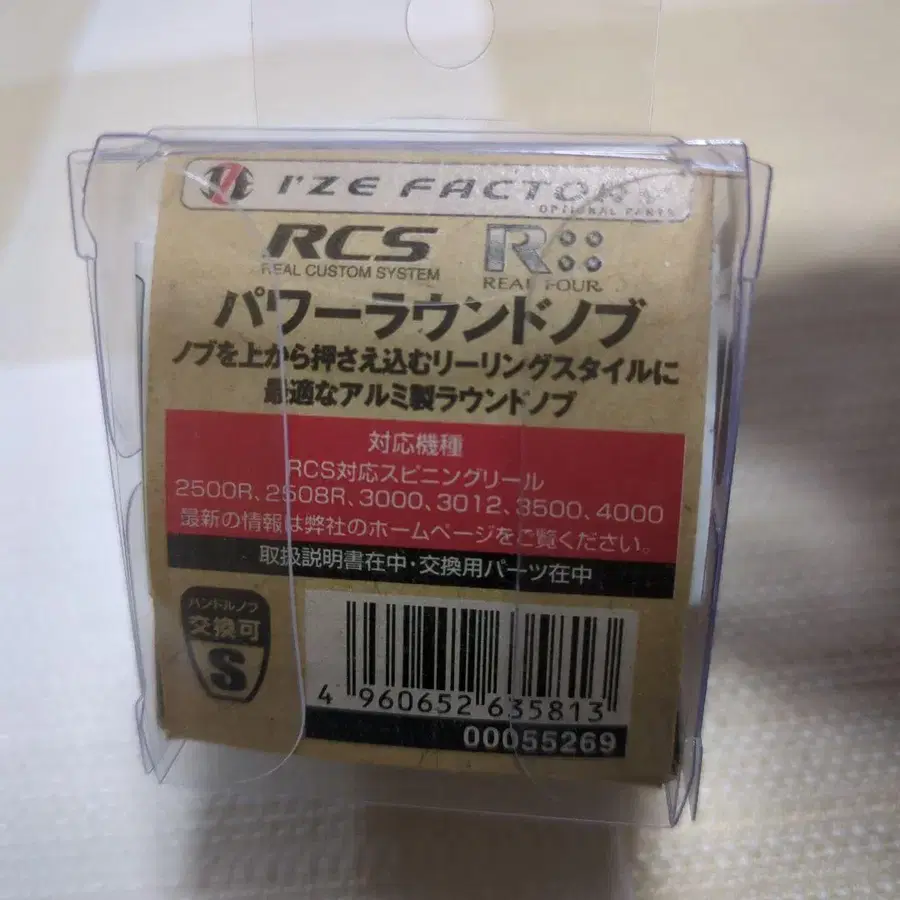 I'ZE FACTORY
OPTIONAL PARTS
RCS
REAL CUSTOM SYSTEM
R
REAL FOUR
パワーラウンドノブ
ノブを上から押さえ込むリーリングスタイルに
最適なアルミ製ラウンドノブ
対応機種
RCS対応スピニングリール
2500R、2508R、3000、3012、3500、4000
最新の情報は弊社のホームページをご覧ください。
取扱説明書在中・交換用パーツ在中
ハンドルノブ
交換可
S
4 960652 635813
00055269